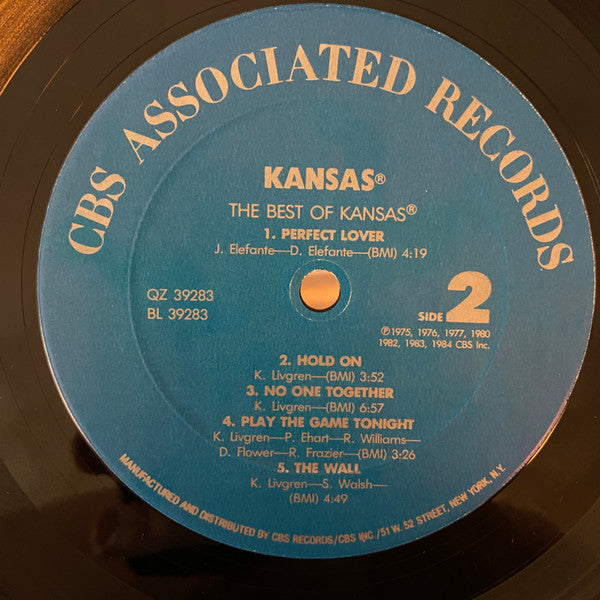 CBS ASSOCIATED RECORDS
KANSAS®
THE BEST OF KANSAS®
1. PERFECT LOVER
J. Elefante—D. Elefante—(BMI) 4:19
QZ 39283
BL 39283
SIDE 2
℗1975, 1976, 1977, 1980
1982, 1983, 1984 CBS Inc.
2. HOLD ON
K. Livgren—(BMI) 3:52
3. NO ONE TOGETHER
K. Livgren—(BMI) 6:57
4. PLAY THE GAME TONIGHT
K. Livgren—P. Ehart—R. Williams—
D. Flower—R. Frazier—(BMI) 3:26
5. THE WALL
K. Livgren—S. Walsh—
(BMI) 4:49
MANUFACTURED AND DISTRIBUTED BY CBS RECORDS/CBS INC./51 W. 52 STREET, NEW YORK, N.Y.